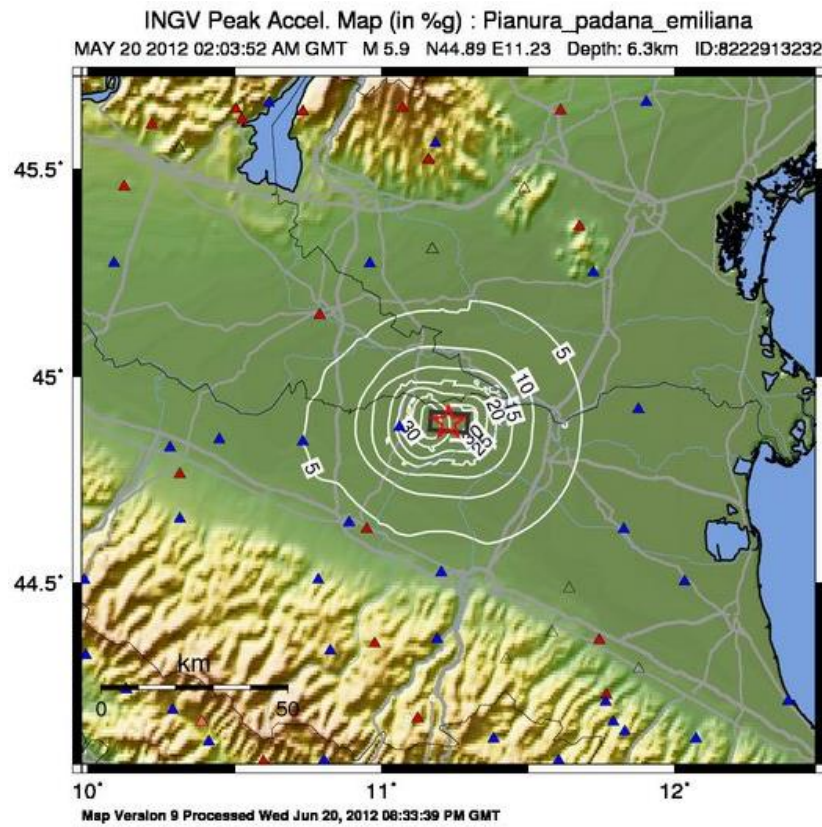 INGV Peak Accel. Map (in %g) : Pianura_padana_emiliana
MAY 20 2012 02:03:52 AM GMT M 5.9 N44.89 E11.23 Depth: 6.3km ID:8222913232
45.5˚
5
45˚
10
15
20
30
5
44.5˚
km
0 50
10˚ 11˚ 12˚
Map Version 9 Processed Wed Jun 20, 2012 08:33:39 PM GMT